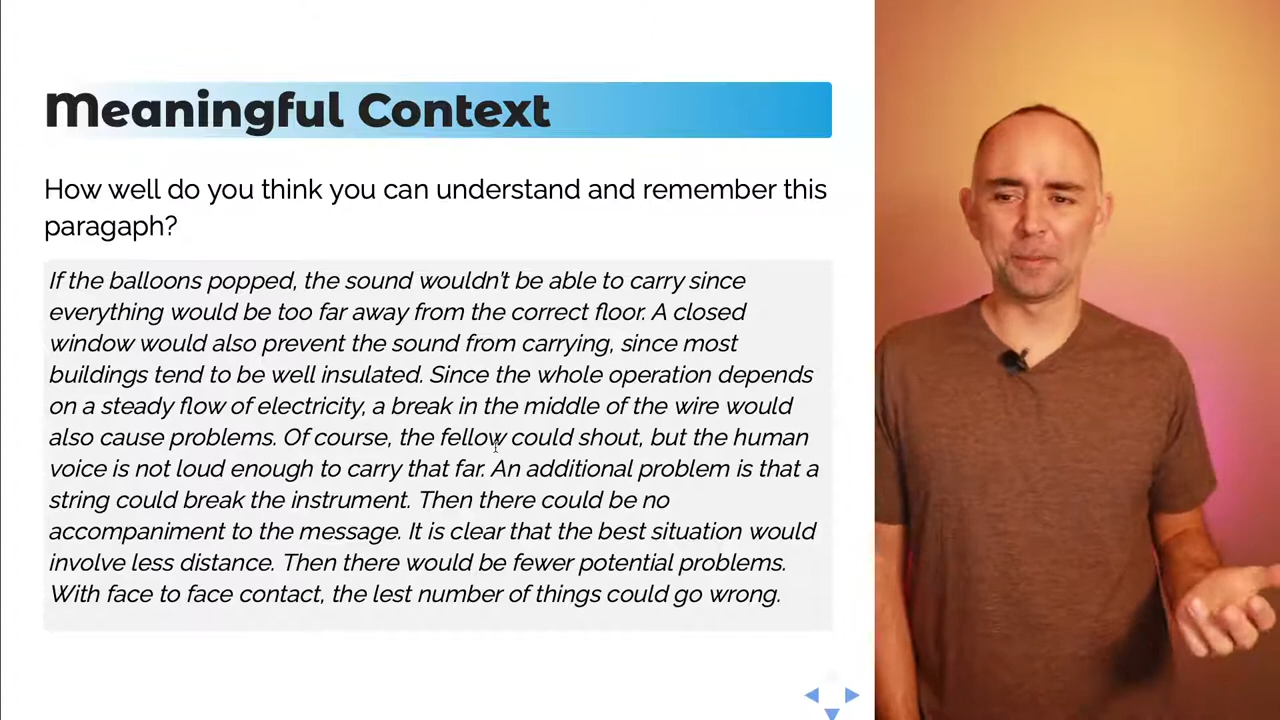 Meaningful Context
How well do you think you can understand and remember this
paragaph?
If the balloons popped, the sound wouldn't be able to carry since
everything would be too far away from the correct floor. A closed
window would also prevent the sound from carrying, since most
buildings tend to be well insulated. Since the whole operation depends
on a steady flow of electricity, a break in the middle of the wire would
also cause problems. Of course, the fellow could shout, but the human
voice is not loud enough to carry that far. An additional problem is that a
string could break the instrument. Then there could be no
accompaniment to the message. It is clear that the best situation would
involve less distance. Then there would be fewer potential problems.
With face to face contact, the lest number of things could go wrong.